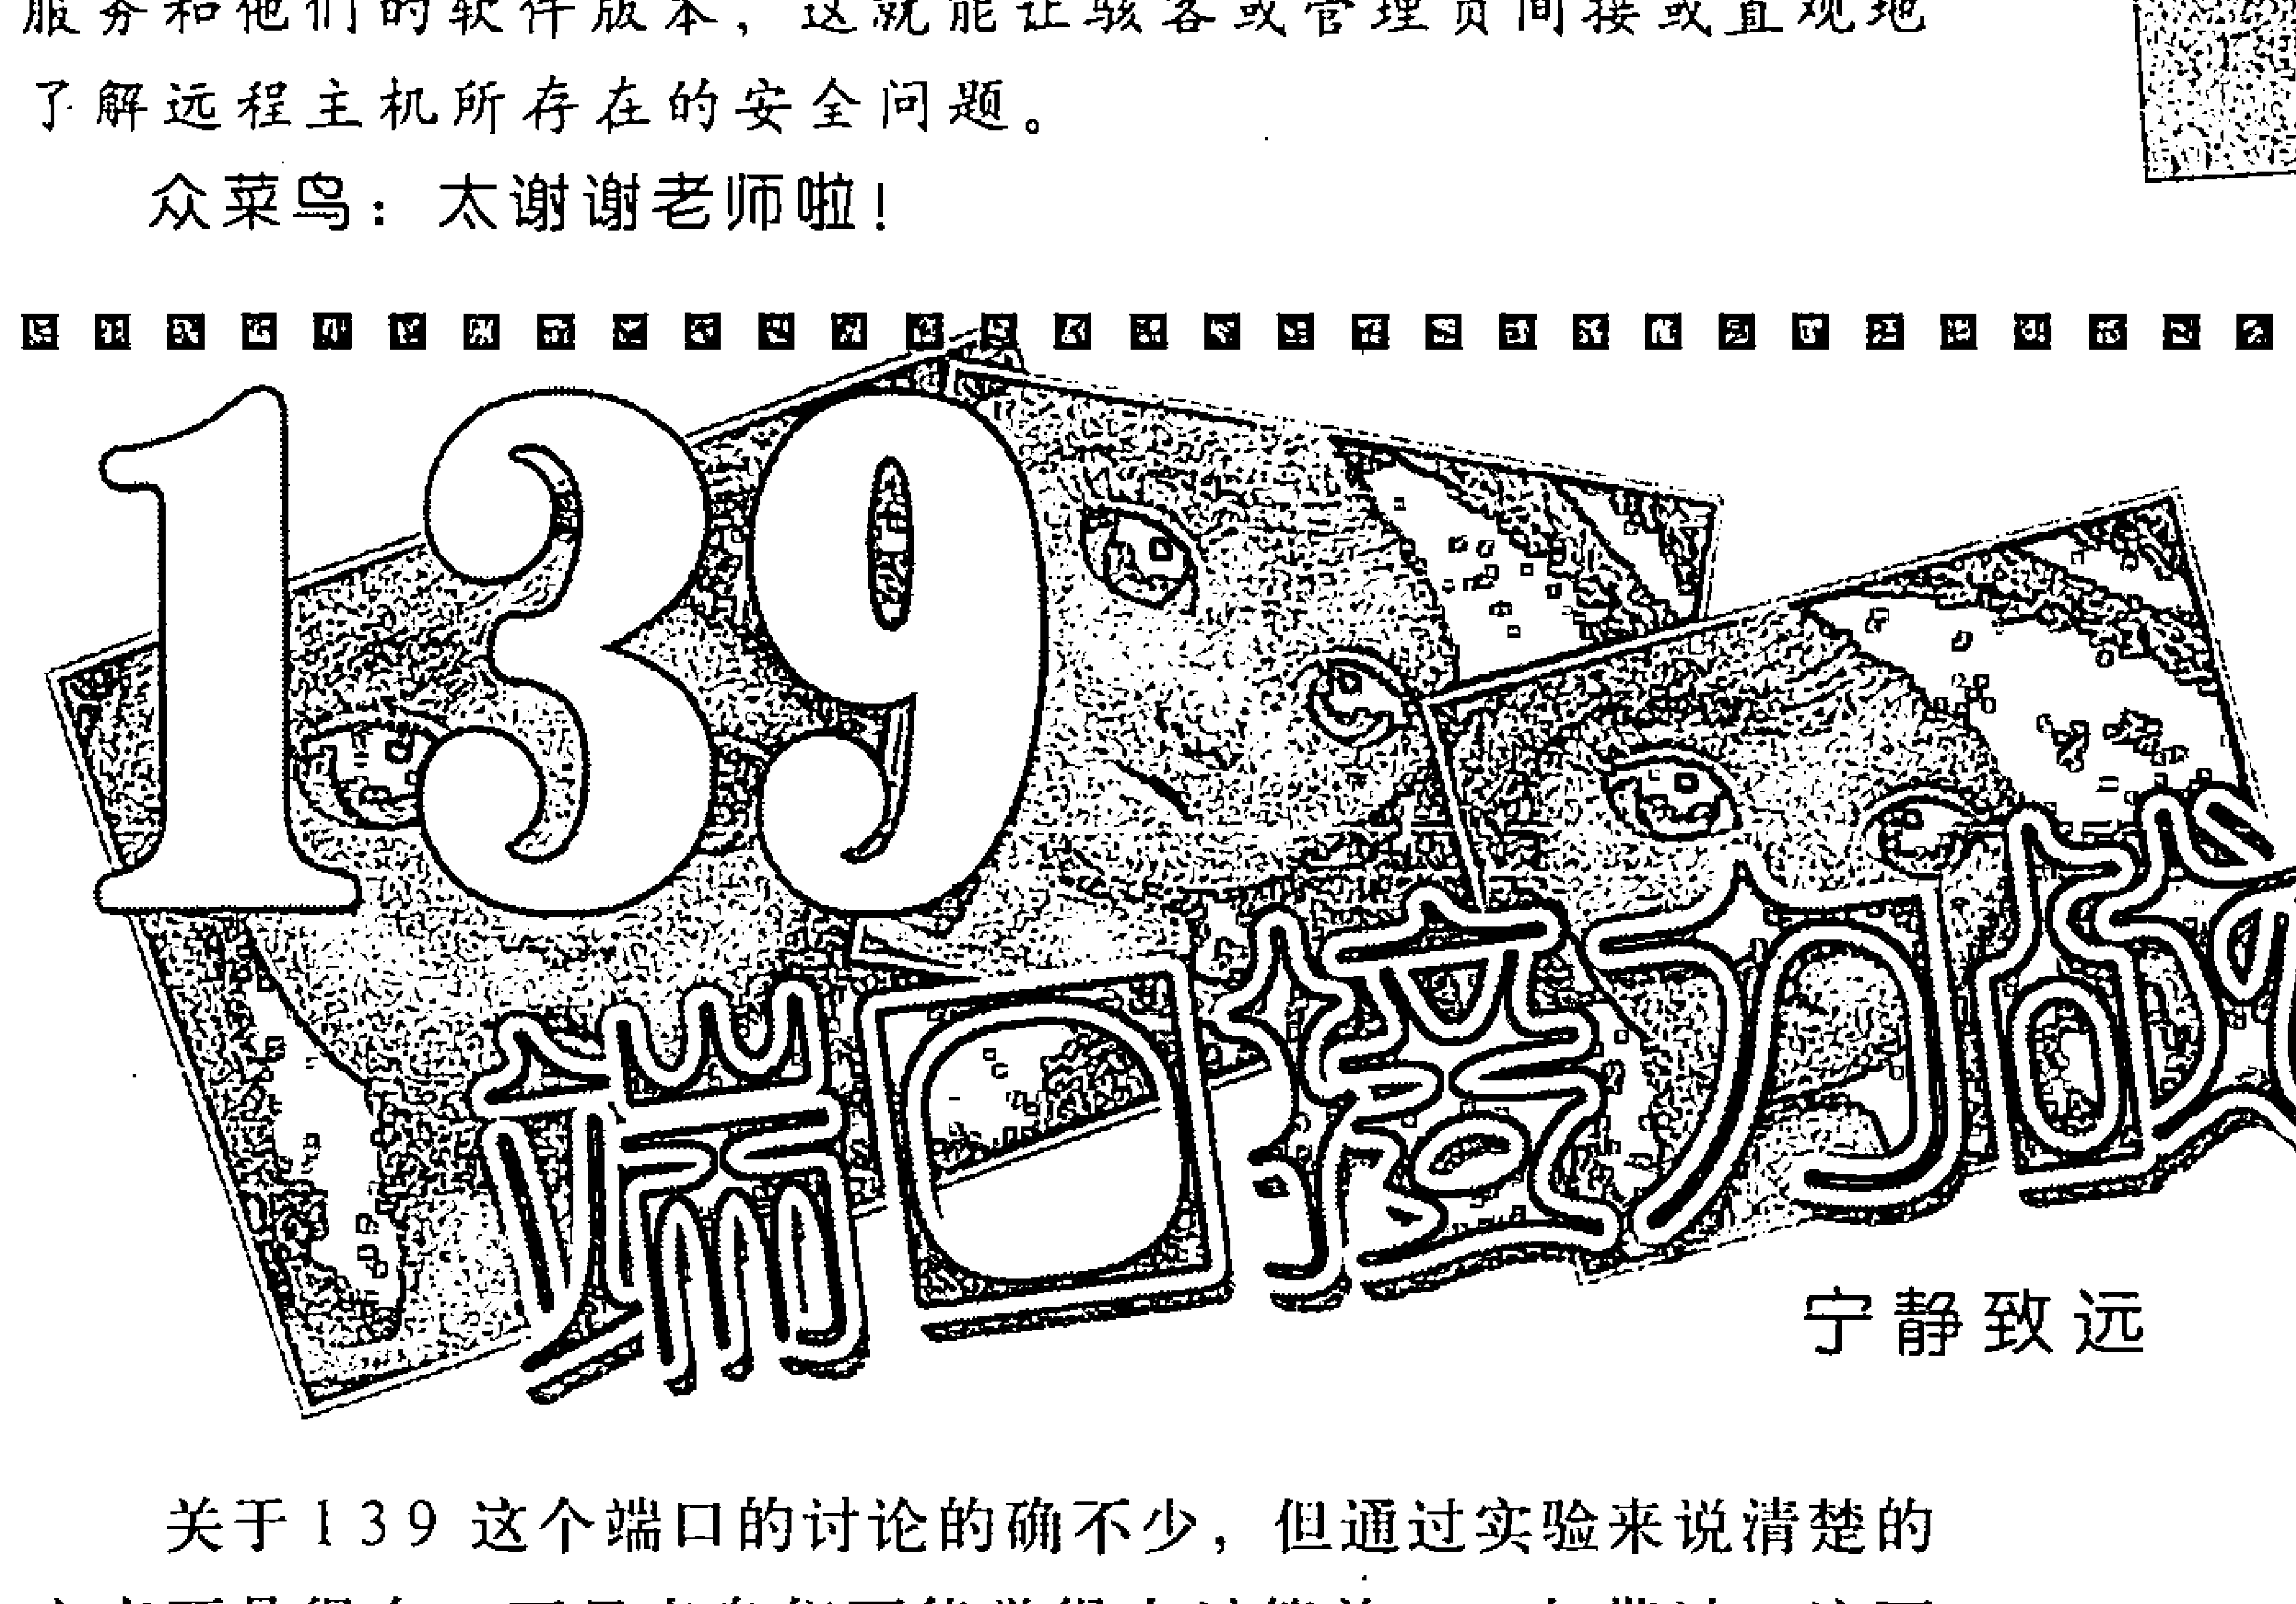 服务和他们的软件版本，这就能让骇客或管理员间接或直观地
了解远程主机所存在的安全问题。
众菜鸟：太谢谢老师啦！
139
端口攘方略
宁静致远
关于139这个端口的讨论的确不少，但通过实验来说清楚的